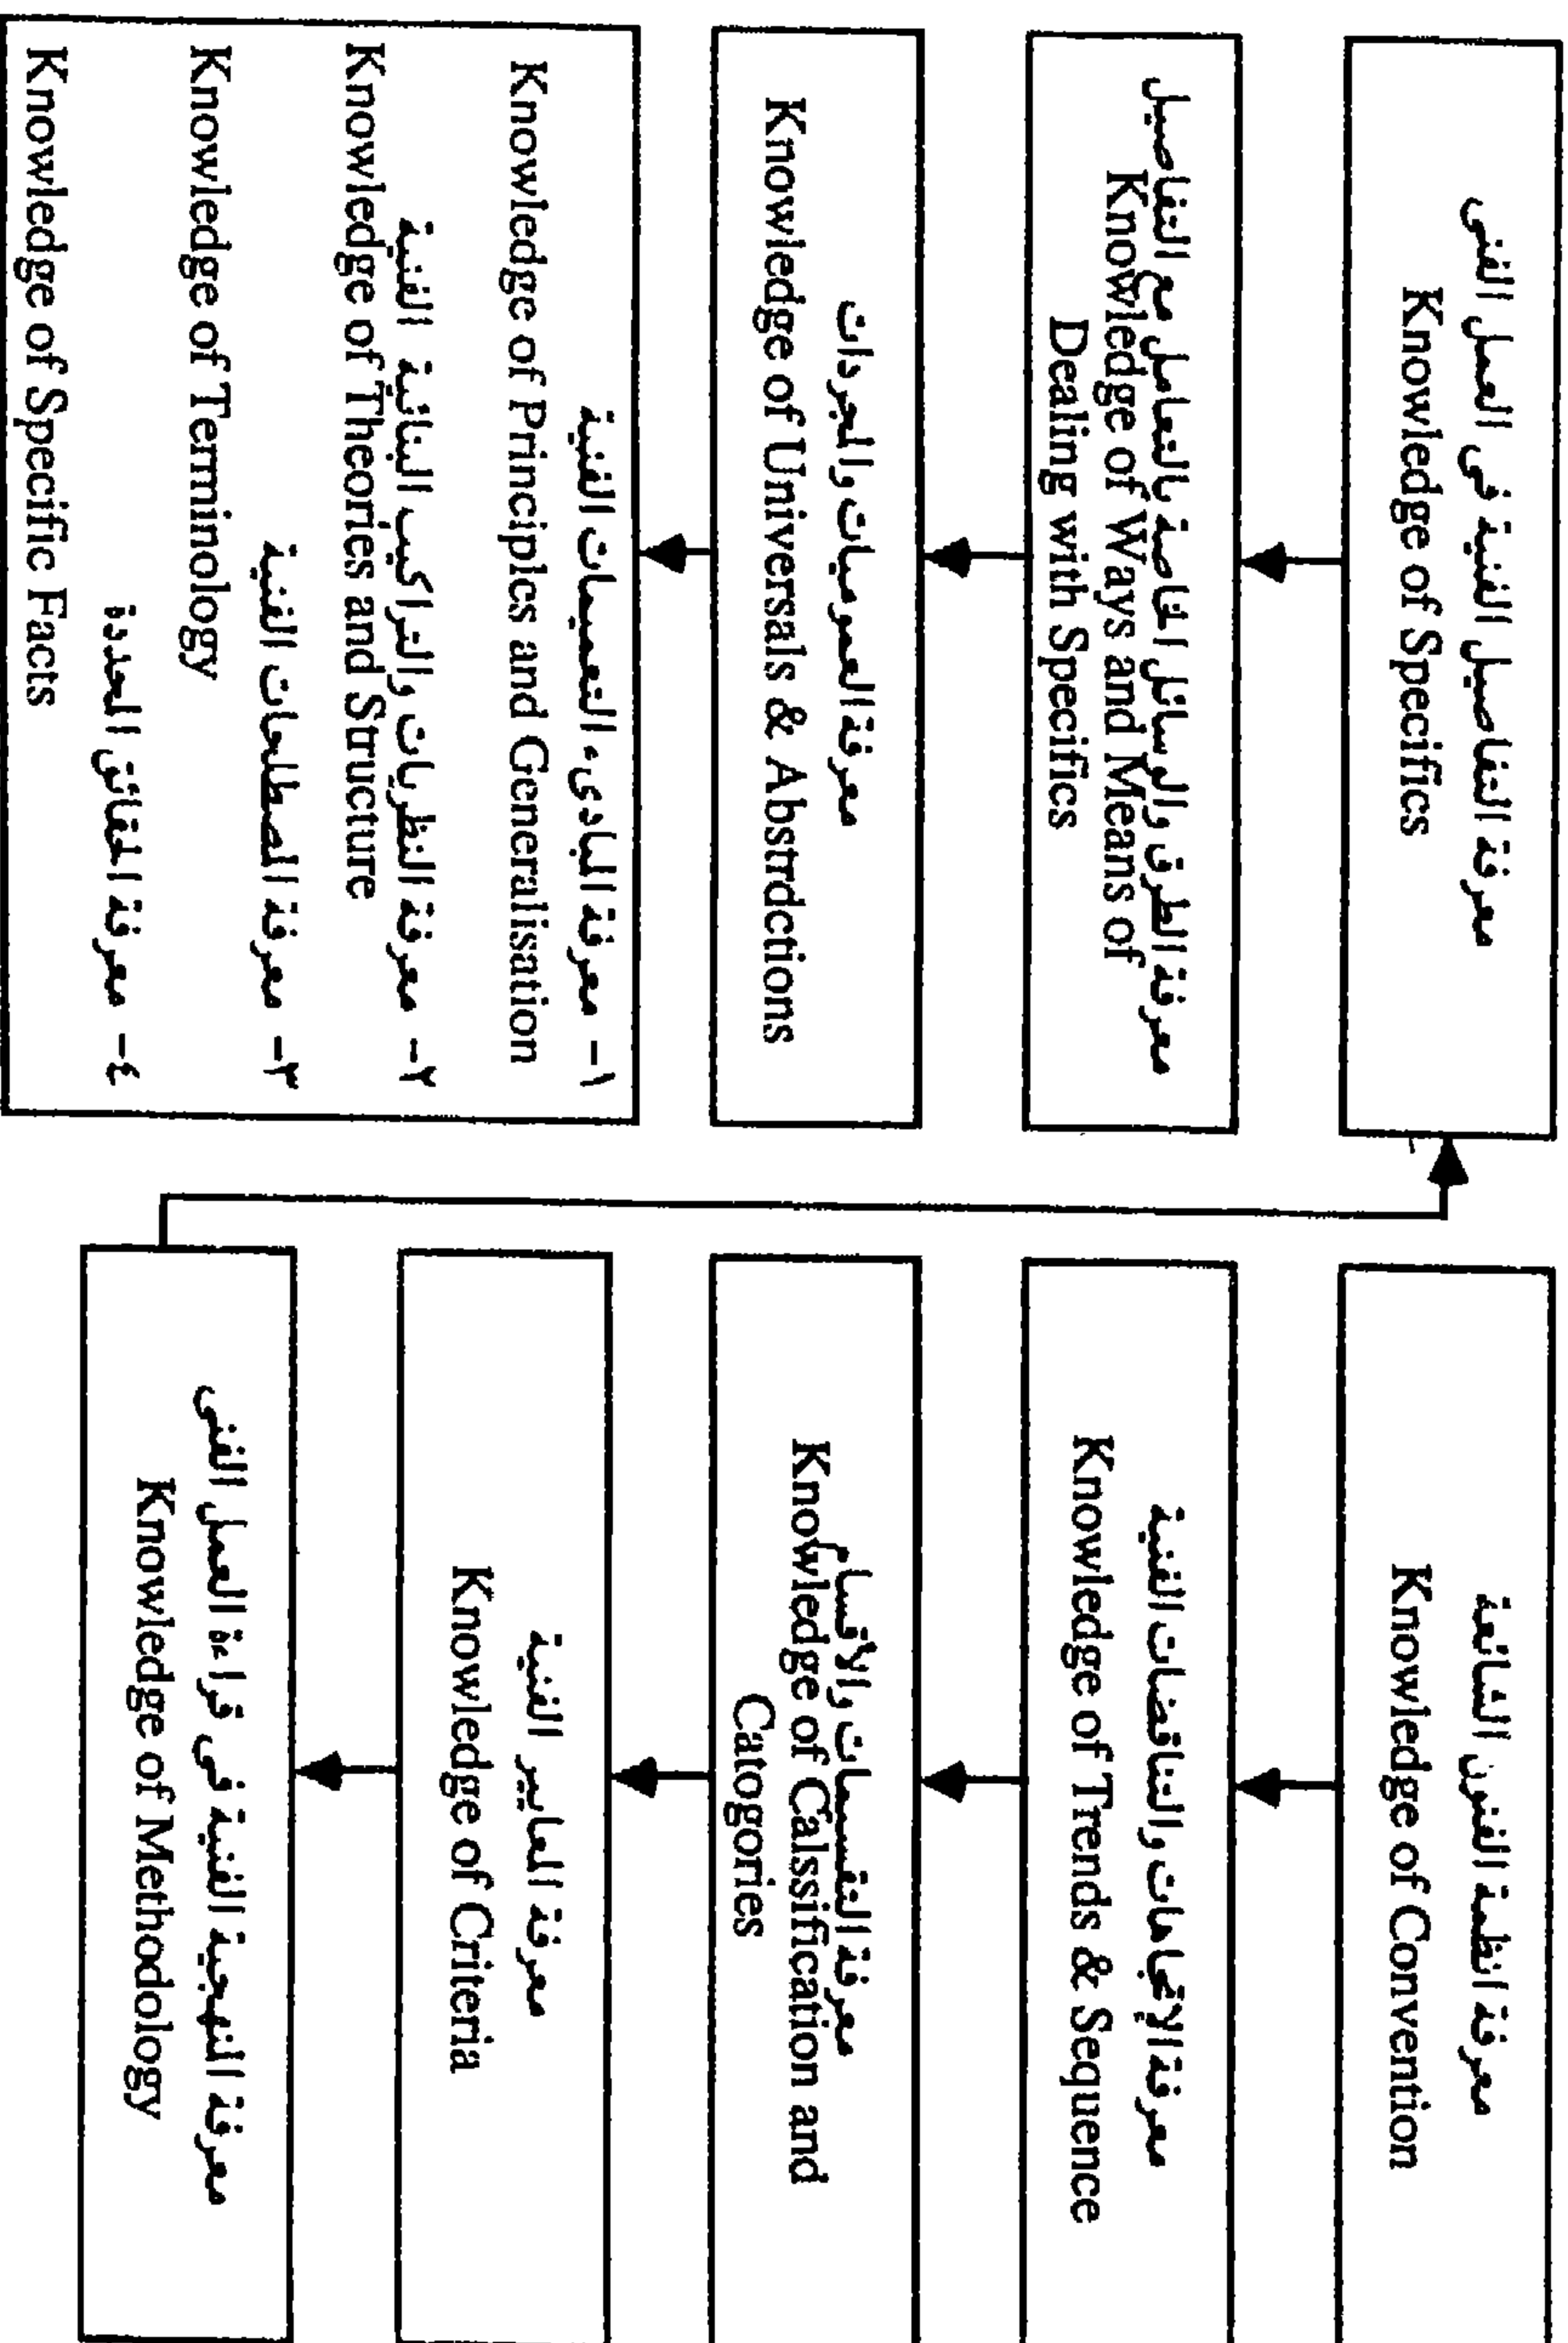 معرفة انظمة الفنون الشائعة
Knowledge of Convention
معرفة الإتجاهات والتناقضات الفنية
Knowledge of Trends & Sequence
معرفة التقسمات والأقسام
Knowledge of Calssification and
Catogories
معرفة المعايير الفنية
Knowledge of Criteria
معرفة المنهجية الفنية فى قراءة العمل الفنى
Knowledge of Methodology
معرفة التفاصيل الفنية فى العمل الفنى
Knowledge of Specifics
معرفة الطرق والوسائل الخاصة بالتعامل مع التفاصيل
Knowledge of Ways and Means of
Dealing with Specifics
معرفة العموميات والمجردات
Knowledge of Universals & Abstrdctions
١- معرفة المبادىء التعميمات الفنية
Knowledge of Principles and Generalisation
٢- معرفة النظريات والتراكيب البنائية الفنية
Knowledge of Theories and Structure
٣- معرفة المصطلحات الفنية
Knowledge of Terminology
٤- معرفة الحقائق المحددة
Knowledge of Specific Facts